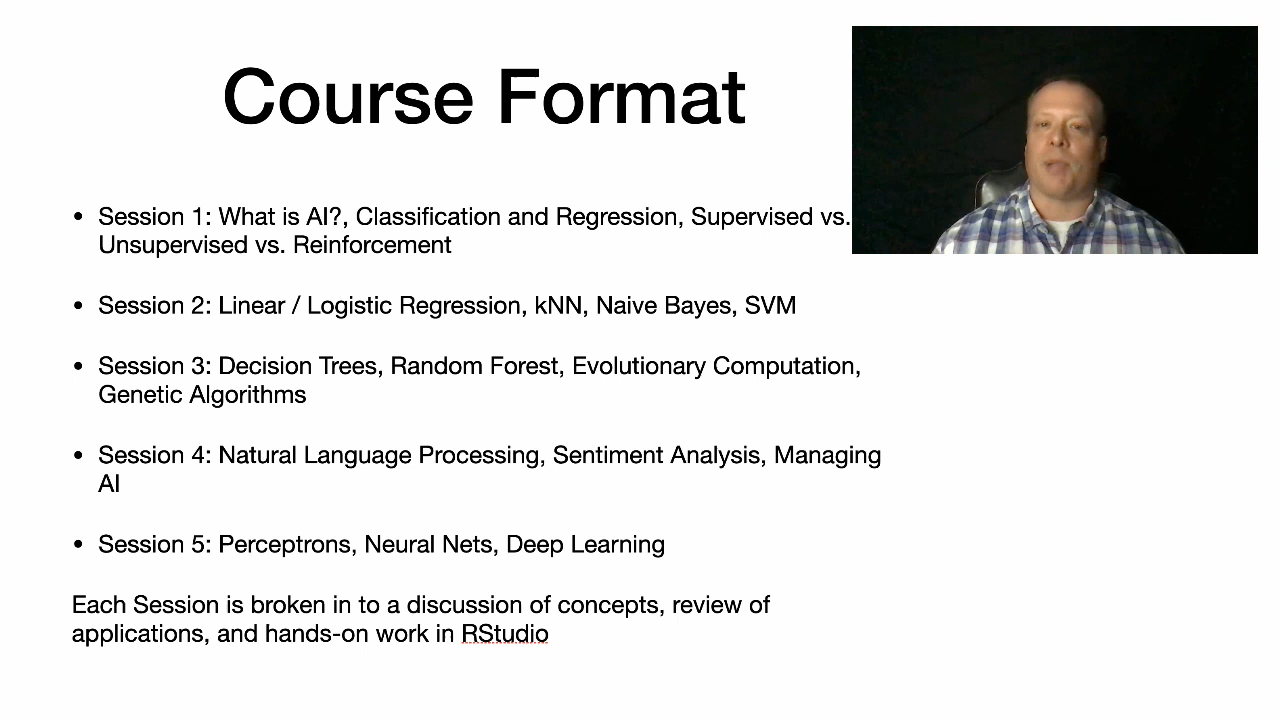 Course Format
• Session 1: What is AI?, Classification and Regression, Supervised vs.
Unsupervised vs. Reinforcement
• Session 2: Linear / Logistic Regression, kNN, Naive Bayes, SVM
• Session 3: Decision Trees, Random Forest, Evolutionary Computation,
Genetic Algorithms
• Session 4: Natural Language Processing, Sentiment Analysis, Managing
AI
• Session 5: Perceptrons, Neural Nets, Deep Learning
Each Session is broken in to a discussion of concepts, review of
applications, and hands-on work in RStudio